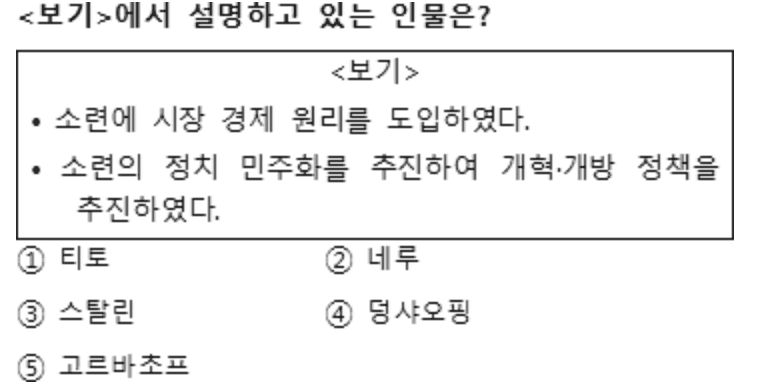 <보기>에서 설명하고 있는 인물은?
<보기>
• 소련에 시장 경제 원리를 도입하였다.
• 소련의 정치 민주화를 추진하여 개혁·개방 정책을
추진하였다.
① 티토 ② 네루
③ 스탈린 ④ 덩샤오핑
⑤ 고르바초프